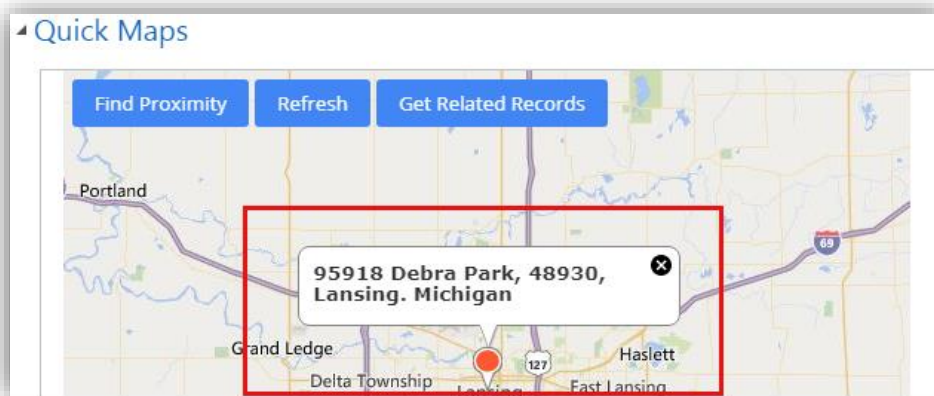 Quick Maps
Find Proximity
Refresh
Get Related Records
Portland
69
95918 Debra Park, 48930,
Lansing. Michigan
Grand Ledge
127
Haslett
Delta Township
Lansing
East Lansing